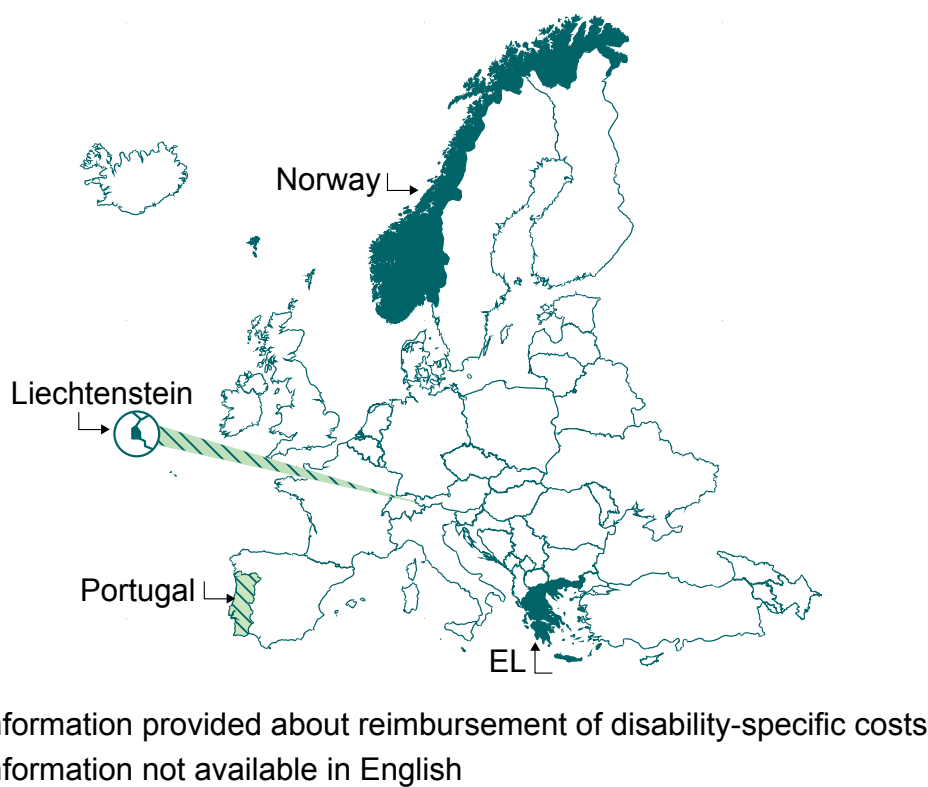 Norway
Liechtenstein
Portugal
EL
nformation provided about reimbursement of disability-specific costs
nformation not available in English